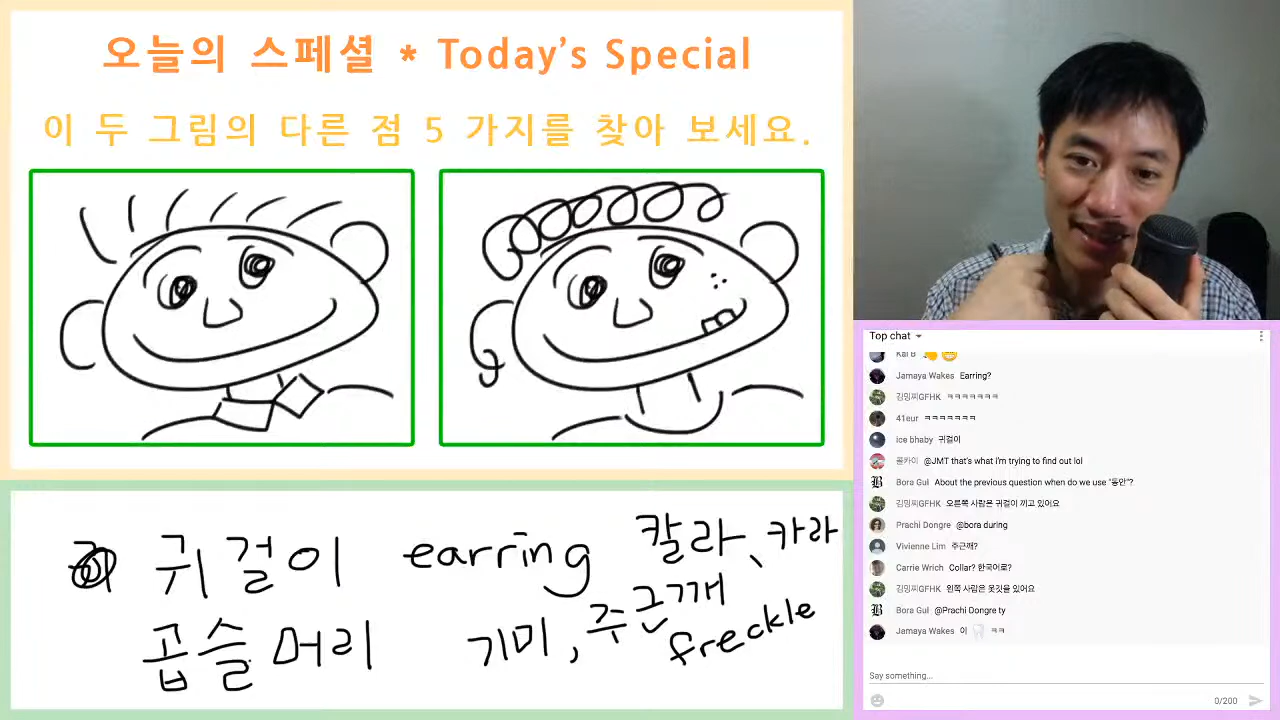 오늘의 스페셜 * Today's Special
이 두 그림의 다른 점 5 가지를 찾아 보세요.
귀걸이 earring 칼라、카라
곱슬머리 기미, 주근깨
freckle
Top chat
Kai B
Jamaya Wakes Earring?
김밍찌GFHK ㅋㅋㅋㅋㅋㅋㅋ
41eur ㅋㅋㅋㅋㅋㅋㅋ
ice bhaby 귀걸이
@JMT that's what i'm trying to find out lol
Bora Gul About the previous question when do we use "동안"?
김밍찌GFHK 오른쪽 사람은 귀걸이 끼고 있어요
Prachi Dongre @bora during
Vivienne Lim 주근깨?
Carrie Wrich Collar? 한국어로?
김밍찌GFHK 왼쪽 사람은 옷깃을 있어요
Bora Gul @Prachi Dongre ty
Jamaya Wakes 이 🦷 ㅋㅋ
Say something...
0/200